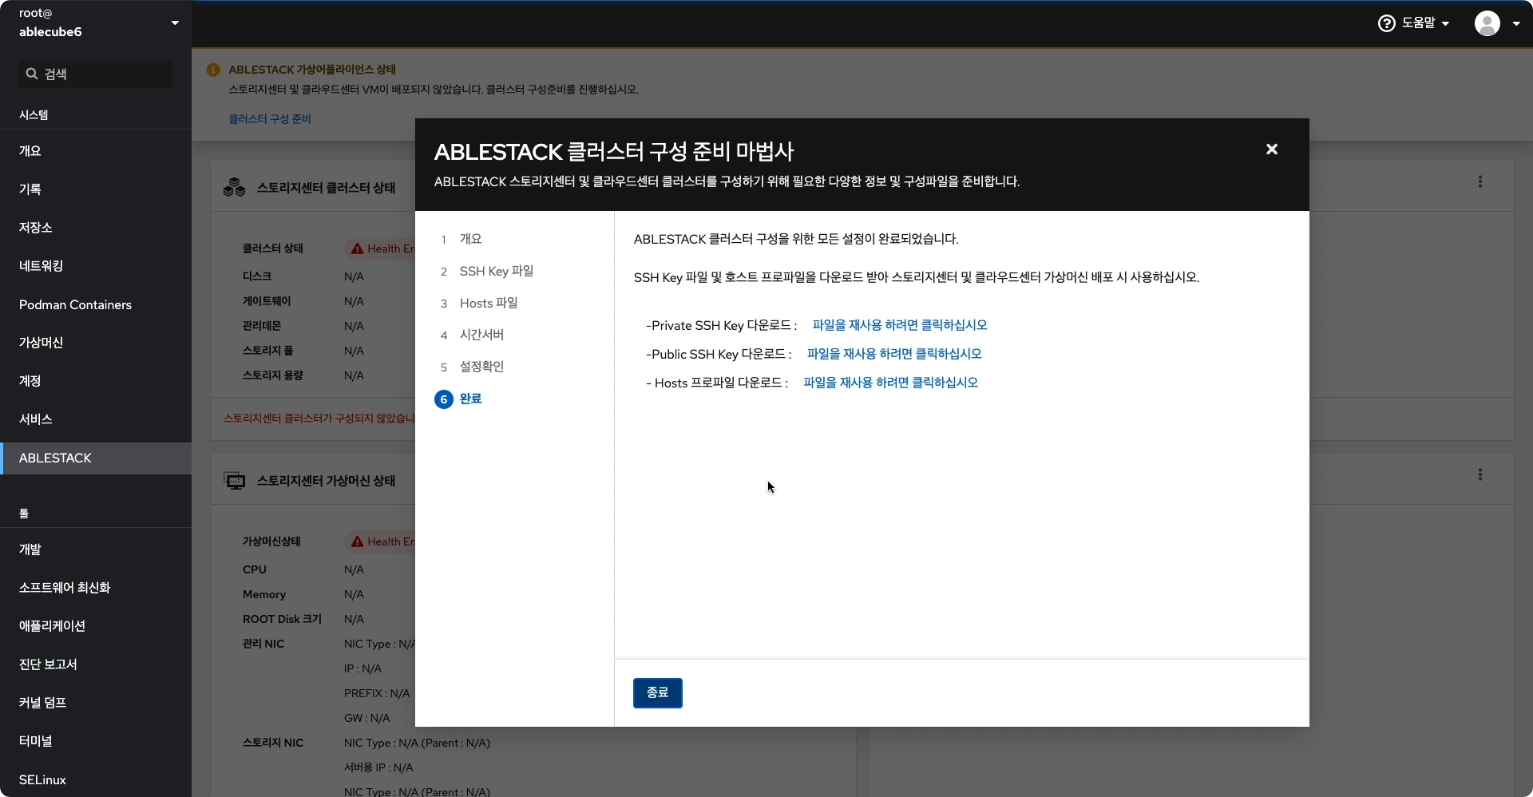 root@
ablecube6
검색
시스템
개요
기록
저장소
네트워킹
Podman Containers
가상머신
계정
서비스
ABLESTACK
툴
개발
소프트웨어 최신화
애플리케이션
진단 보고서
커널 덤프
터미널
SELinux
도움말
ABLESTACK 가상어플라이언스 상태
스토리지센터 및 클라우드센터 VM이 배포되지 않았습니다. 클러스터 구성준비를 진행하십시오.
클러스터 구성 준비
스토리지센터 클러스터 상태
클러스터 상태 Health Er
디스크 N/A
게이트웨이 N/A
관리데몬 N/A
스토리지 풀 N/A
스토리지 용량 N/A
스토리지센터 클러스터가 구성되지 않았습니
스토리지센터 가상머신 상태
가상머신상태 Health Er
CPU N/A
Memory N/A
ROOT Disk 크기 N/A
관리 NIC NIC Type : N/A
IP : N/A
PREFIX : N/A
GW : N/A
스토리지 NIC NIC Type : N/A (Parent : N/A)
서버용 IP : N/A
NIC Type : N/A (Parent : N/A)
ABLESTACK 클러스터 구성 준비 마법사
ABLESTACK 스토리지센터 및 클라우드센터 클러스터를 구성하기 위해 필요한 다양한 정보 및 구성파일을 준비합니다.
1 개요
2 SSH Key 파일
3 Hosts 파일
4 시간서버
5 설정확인
6 완료
ABLESTACK 클러스터 구성을 위한 모든 설정이 완료되었습니다.
SSH Key 파일 및 호스트 프로파일을 다운로드 받아 스토리지센터 및 클라우드센터 가상머신 배포 시 사용하십시오.
-Private SSH Key 다운로드 : 파일을 재사용 하려면 클릭하십시오
-Public SSH Key 다운로드 : 파일을 재사용 하려면 클릭하십시오
- Hosts 프로파일 다운로드 : 파일을 재사용 하려면 클릭하십시오
종료